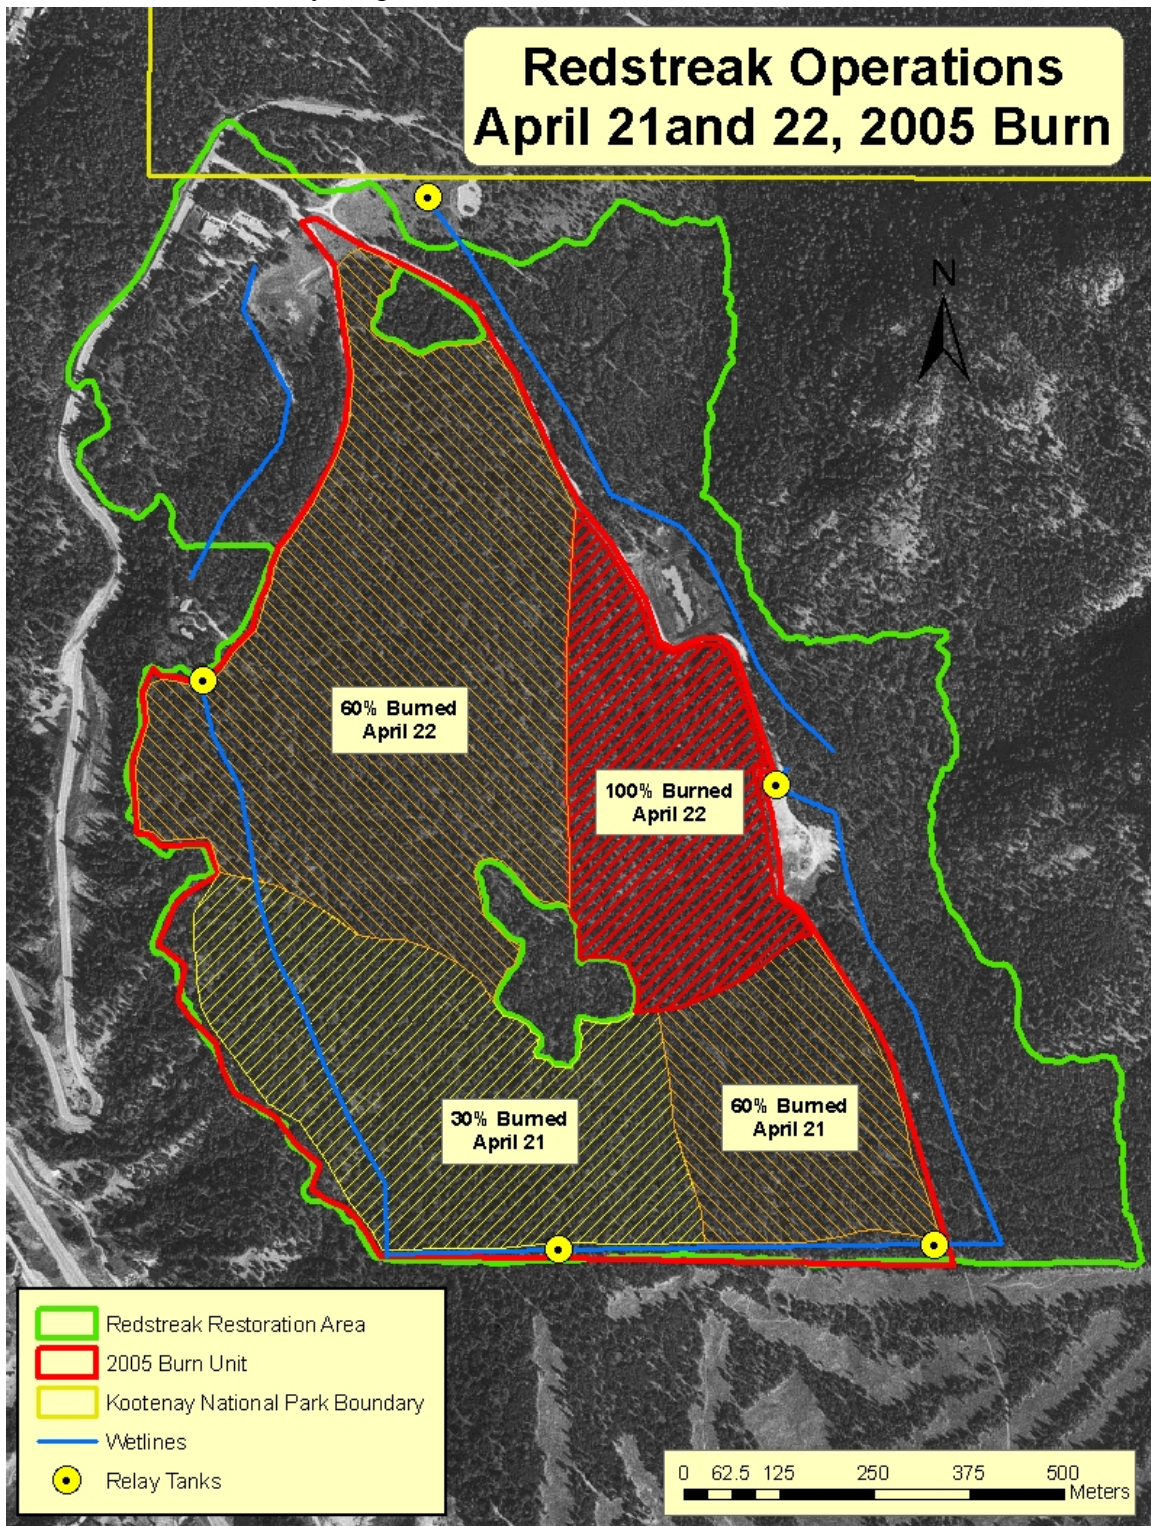 Redstreak Operations
April 21and 22, 2005 Burn
N
60% Burned
April 22
100% Burned
April 22
30% Burned
April 21
60% Burned
April 21
Redstreak Restoration Area
2005 Burn Unit
Kootenay National Park Boundary
Wetlines
Relay Tanks
0 62.5 125 250 375 500
Meters